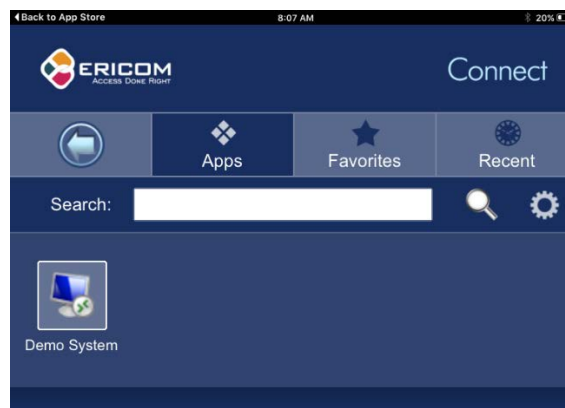 Back to App Store
8:07 AM
20%
ERICOM
ACCESS DONE RIGHT
Connect
Apps
Favorites
Recent
Search:
Demo System